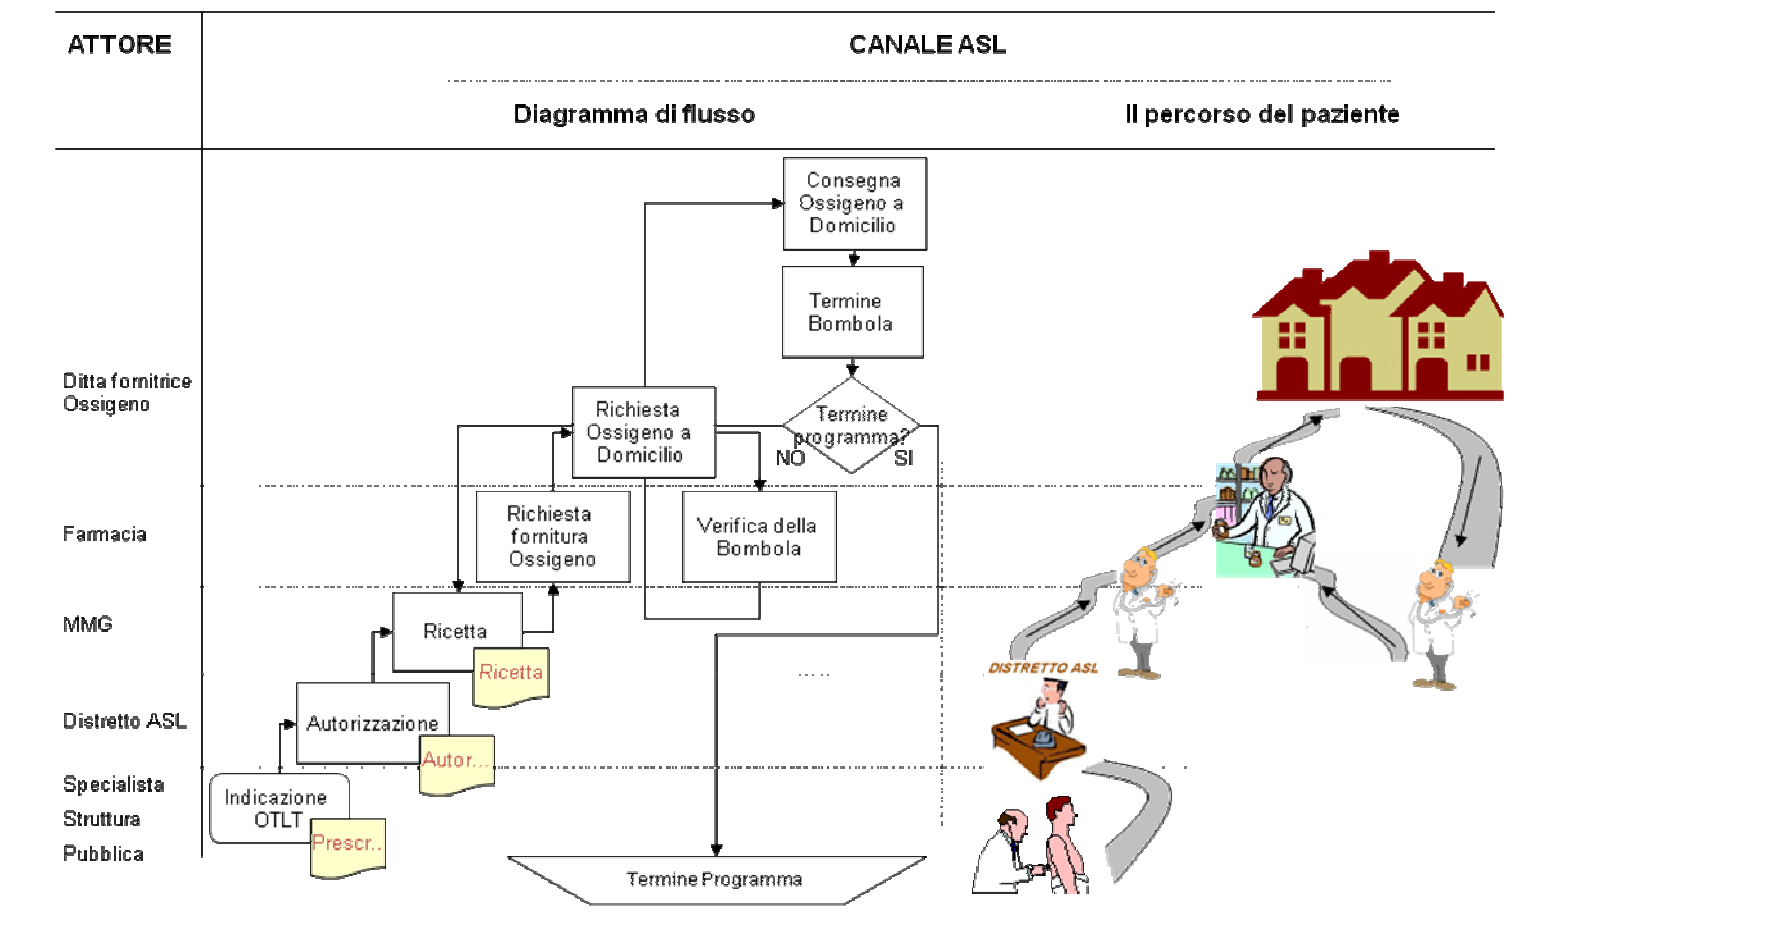 ATTORE
CANALE ASL
Diagramma di flusso
Il percorso del paziente
Consegna
Ossigeno a
Domicilio
Termine
Bombola
Ditta fornitrice
Ossigeno
Richiesta
Ossigeno a
Domicilio
Termine
programma?
NO
SI
Farmacia
Richiesta
fornitura
Ossigeno
Verifica della
Bombola
MMG
Ricetta
Ricetta
DISTRETTO ASL
Distretto ASL
Autorizzazione
Autor...
Specialista
Struttura
Pubblica
Indicazione
OTLT
Prescr..
Termine Programma